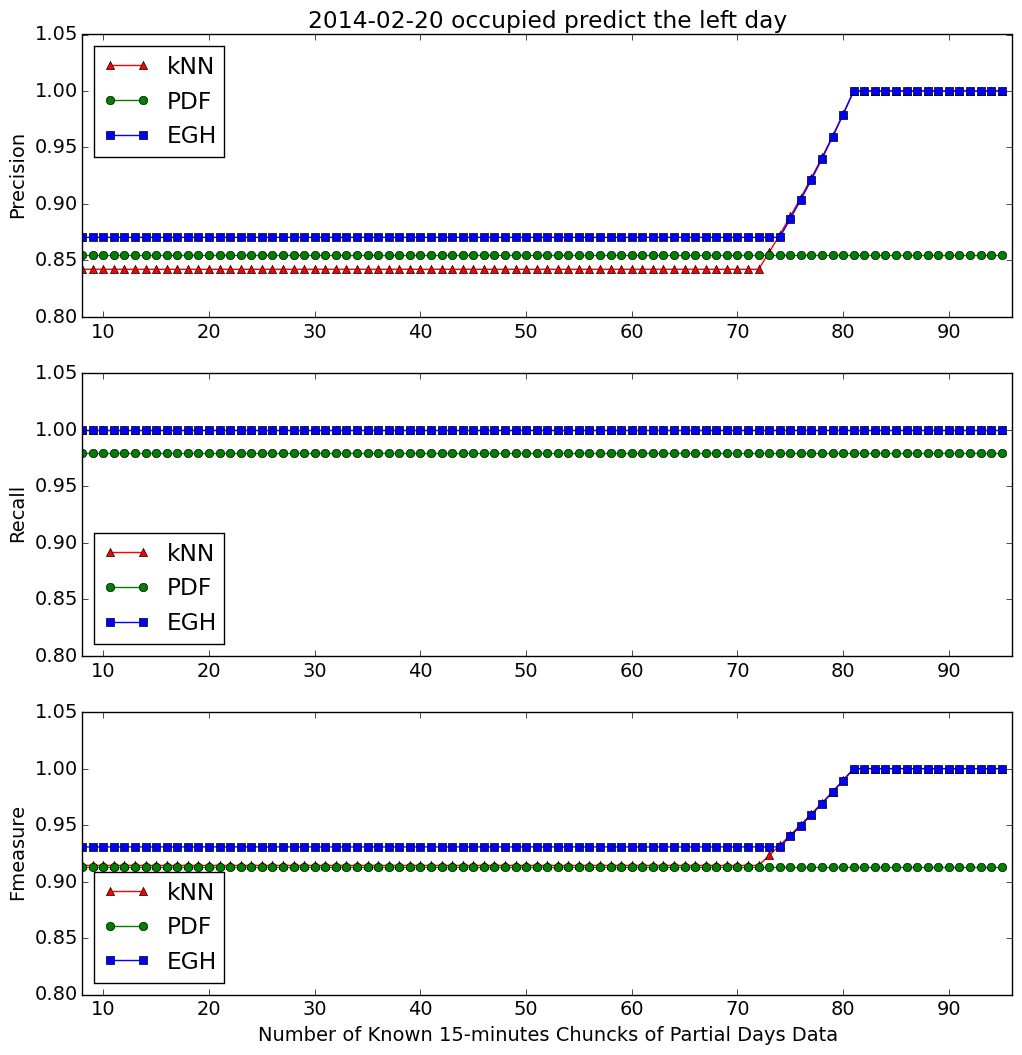 2014-02-20 occupied predict the left day
1.05
1.00
0.95
0.90
0.85
0.80
Precision
kNN
PDF
EGH
10 20 30 40 50 60 70 80 90
1.05
1.00
0.95
0.90
0.85
0.80
Recall
kNN
PDF
EGH
10 20 30 40 50 60 70 80 90
1.05
1.00
0.95
0.90
0.85
0.80
Fmeasure
kNN
PDF
EGH
10 20 30 40 50 60 70 80 90
Number of Known 15-minutes Chuncks of Partial Days Data